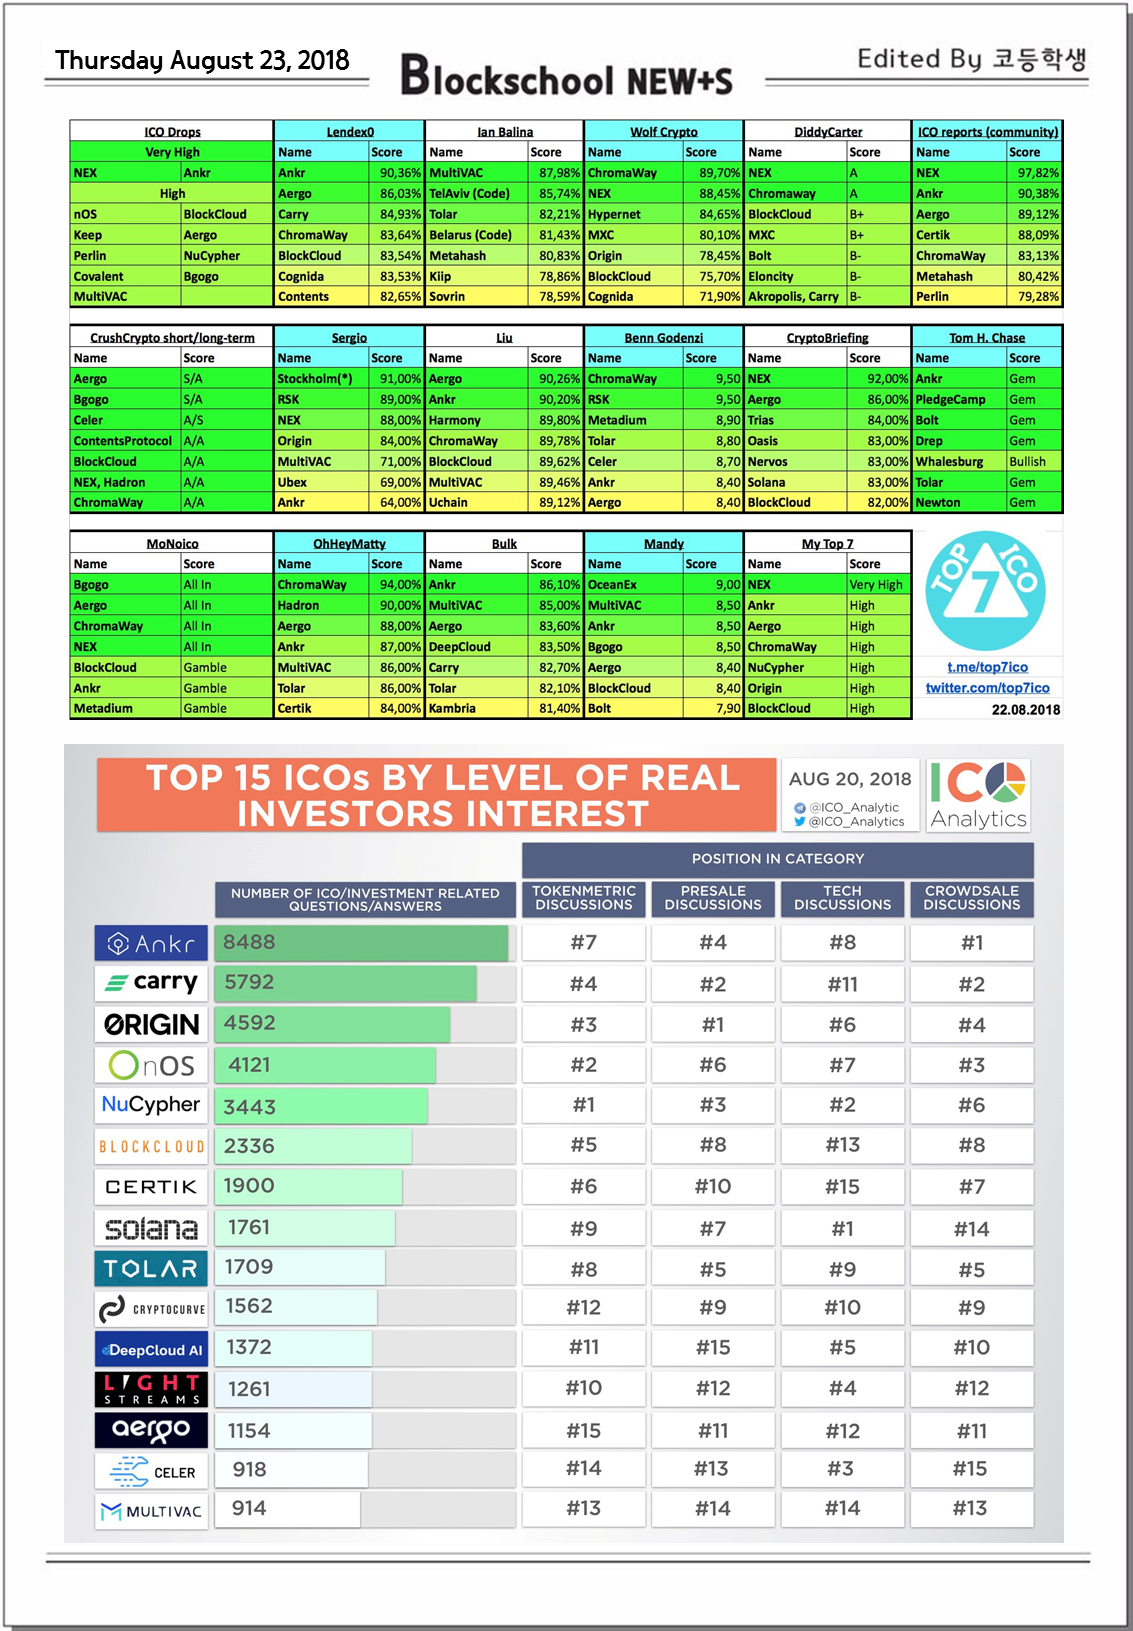 Thursday August 23, 2018
Blockschool NEW+S
Edited By 코등학생
ICO Drops Lendex0 Ian Balina Wolf Crypto DiddyCarter ICO reports (community)
Very High Name Score Name Score Name Score Name Score Name Score
NEX Ankr Ankr 90,36% MultiVAC 87,98% ChromaWay 89,70% NEX A NEX 97,82%
High Aergo 86,03% TelAviv (Code) 85,74% NEX 88,45% Chromaway A Ankr 90,38%
nOS BlockCloud Carry 84,93% Tolar 82,21% Hypernet 84,65% BlockCloud B+ Aergo 89,12%
Keep Aergo ChromaWay 83,64% Belarus (Code) 81,43% MXC 80,10% MXC B+ Certik 88,09%
Perlin NuCypher BlockCloud 83,54% Metahash 80,83% Origin 78,45% Bolt B- ChromaWay 83,13%
Covalent Bgogo Cognida 83,53% Kiip 78,86% BlockCloud 75,70% Eloncity B- Metahash 80,42%
MultiVAC Contents 82,65% Sovrin 78,59% Cognida 71,90% Akropolis, Carry B- Perlin 79,28%
CrushCrypto short/long-term Sergio Liu Benn Godenzi CryptoBriefing Tom H. Chase
Name Score Name Score Name Score Name Score Name Score Name Score
Aergo S/A Stockholm(*) 91,00% Aergo 90,26% ChromaWay 9,50 NEX 92,00% Ankr Gem
Bgogo S/A RSK 89,00% Ankr 90,20% RSK 9,50 Aergo 86,00% PledgeCamp Gem
Celer A/S NEX 88,00% Harmony 89,80% Metadium 8,90 Trias 84,00% Bolt Gem
ContentsProtocol A/A Origin 84,00% ChromaWay 89,78% Tolar 8,80 Oasis 83,00% Drep Gem
BlockCloud A/A MultiVAC 71,00% BlockCloud 89,62% Celer 8,70 Nervos 83,00% Whalesburg Bullish
NEX, Hadron A/A Ubex 69,00% MultiVAC 89,46% Ankr 8,40 Solana 83,00% Tolar Gem
ChromaWay A/A Ankr 64,00% Uchain 89,12% Aergo 8,40 BlockCloud 82,00% Newton Gem
MoNoico OhHeyMatty Bulk Mandy My Top 7
Name Score Name Score Name Score Name Score Name Score
Bgogo All In ChromaWay 94,00% Ankr 86,10% OceanEx 9,00 NEX Very High
Aergo All In Hadron 90,00% MultiVAC 85,00% MultiVAC 8,50 Ankr High
ChromaWay All In Aergo 88,00% Aergo 83,60% Ankr 8,50 Aergo High
NEX All In Ankr 87,00% DeepCloud 83,50% Bgogo 8,50 ChromaWay High
BlockCloud Gamble MultiVAC 86,00% Carry 82,70% Aergo 8,40 NuCypher High
Ankr Gamble Tolar 86,00% Tolar 82,10% BlockCloud 8,40 Origin High
Metadium Gamble Certik 84,00% Kambria 81,40% Bolt 7,90 BlockCloud High
TOP 7 ICO
t.me/top7ico
twitter.com/top7ico
22.08.2018
TOP 15 ICOs BY LEVEL OF REAL
INVESTORS INTEREST
AUG 20, 2018
@ICO_Analytic
@ICO_Analytics
ICO
Analytics
POSITION IN CATEGORY
NUMBER OF ICO/INVESTMENT RELATED
QUESTIONS/ANSWERS
TOKENMETRIC
DISCUSSIONS
PRESALE
DISCUSSIONS
TECH
DISCUSSIONS
CROWDSALE
DISCUSSIONS
Ankr 8488 #7 #4 #8 #1
carry 5792 #4 #2 #11 #2
ORIGIN 4592 #3 #1 #6 #4
nOS 4121 #2 #6 #7 #3
NuCypher 3443 #1 #3 #2 #6
BLOCKCLOUD 2336 #5 #8 #13 #8
CERTIK 1900 #6 #10 #15 #7
solana 1761 #9 #7 #1 #14
TOLAR 1709 #8 #5 #9 #5
CRYPTOCURVE 1562 #12 #9 #10 #9
DeepCloud AI 1372 #11 #15 #5 #10
LIGHT STREAMS 1261 #10 #12 #4 #12
aergo 1154 #15 #11 #12 #11
CELER 918 #14 #13 #3 #15
MULTIVAC 914 #13 #14 #14 #13